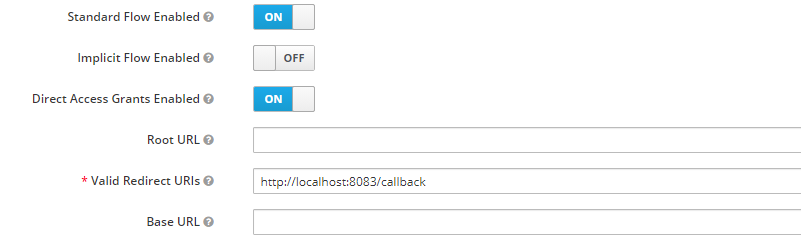 Standard Flow Enabled ON
Implicit Flow Enabled OFF
Direct Access Grants Enabled ON
Root URL
* Valid Redirect URIs http://localhost:8083/callback
Base URL